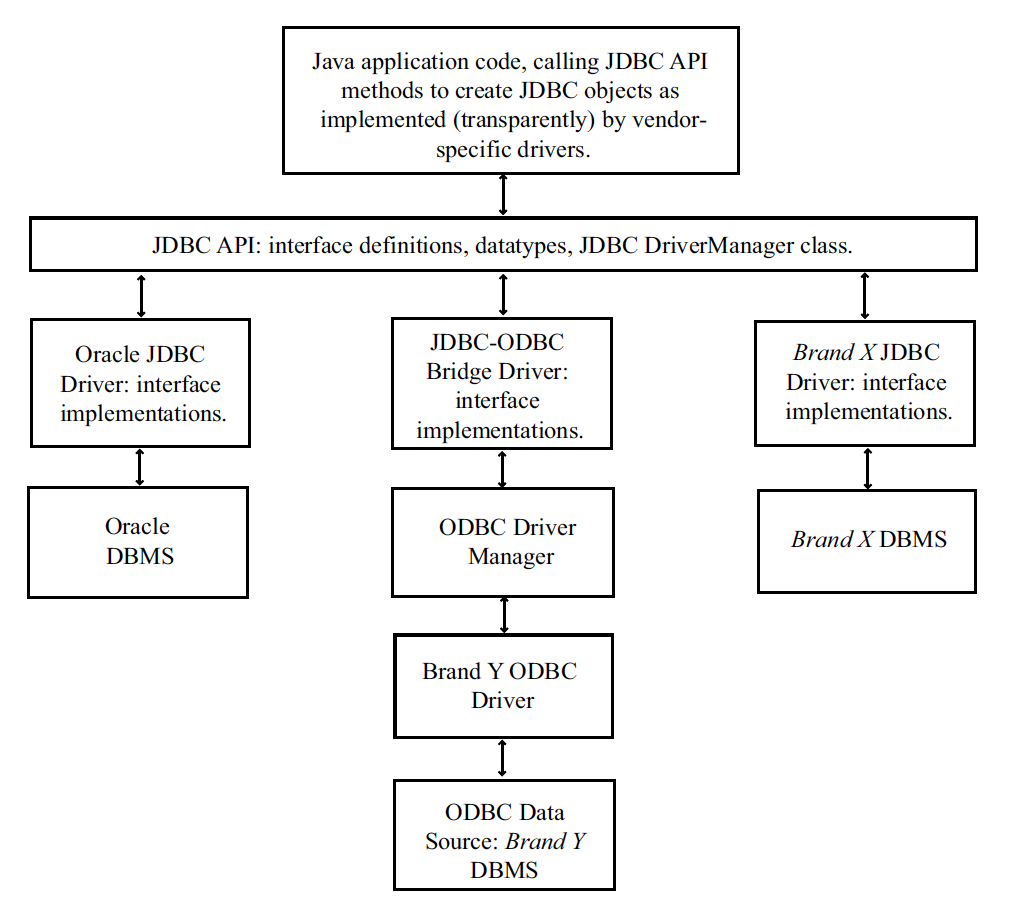 Java application code, calling JDBC API
methods to create JDBC objects as
implemented (transparently) by vendor-
specific drivers.
JDBC API: interface definitions, datatypes, JDBC DriverManager class.
Oracle JDBC
Driver: interface
implementations.
JDBC-ODBC
Bridge Driver:
interface
implementations.
Brand X JDBC
Driver: interface
implementations.
Oracle
DBMS
ODBC Driver
Manager
Brand X DBMS
Brand Y ODBC
Driver
ODBC Data
Source: Brand Y
DBMS